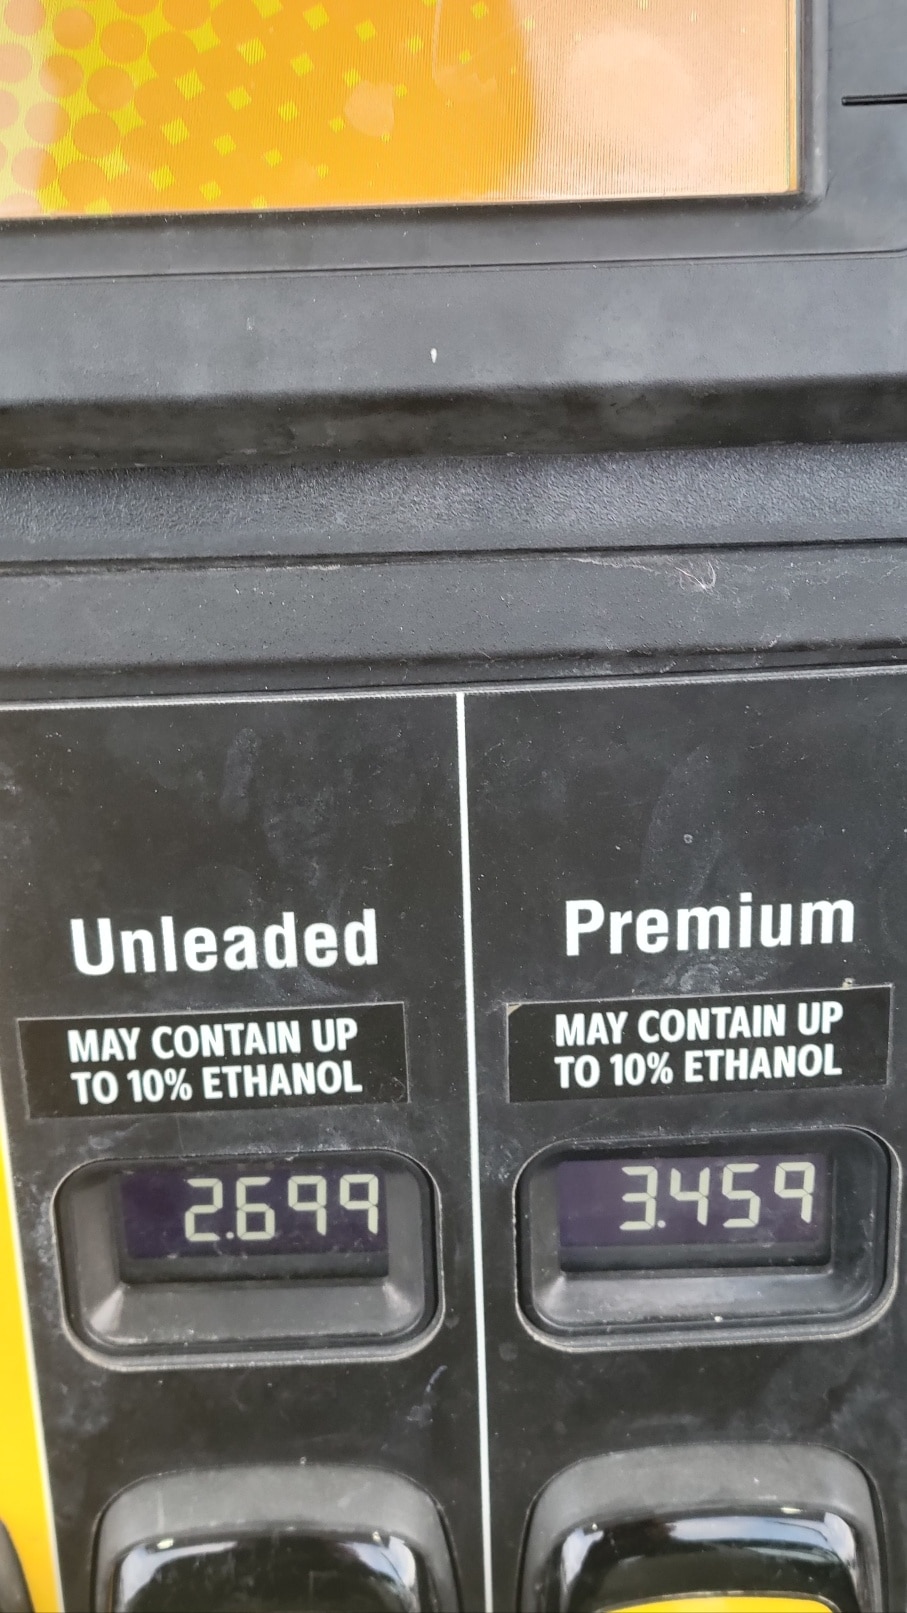 Unleaded
MAY CONTAIN UP
TO 10% ETHANOL
2.699
Premium
MAY CONTAIN UP
TO 10% ETHANOL
3.459